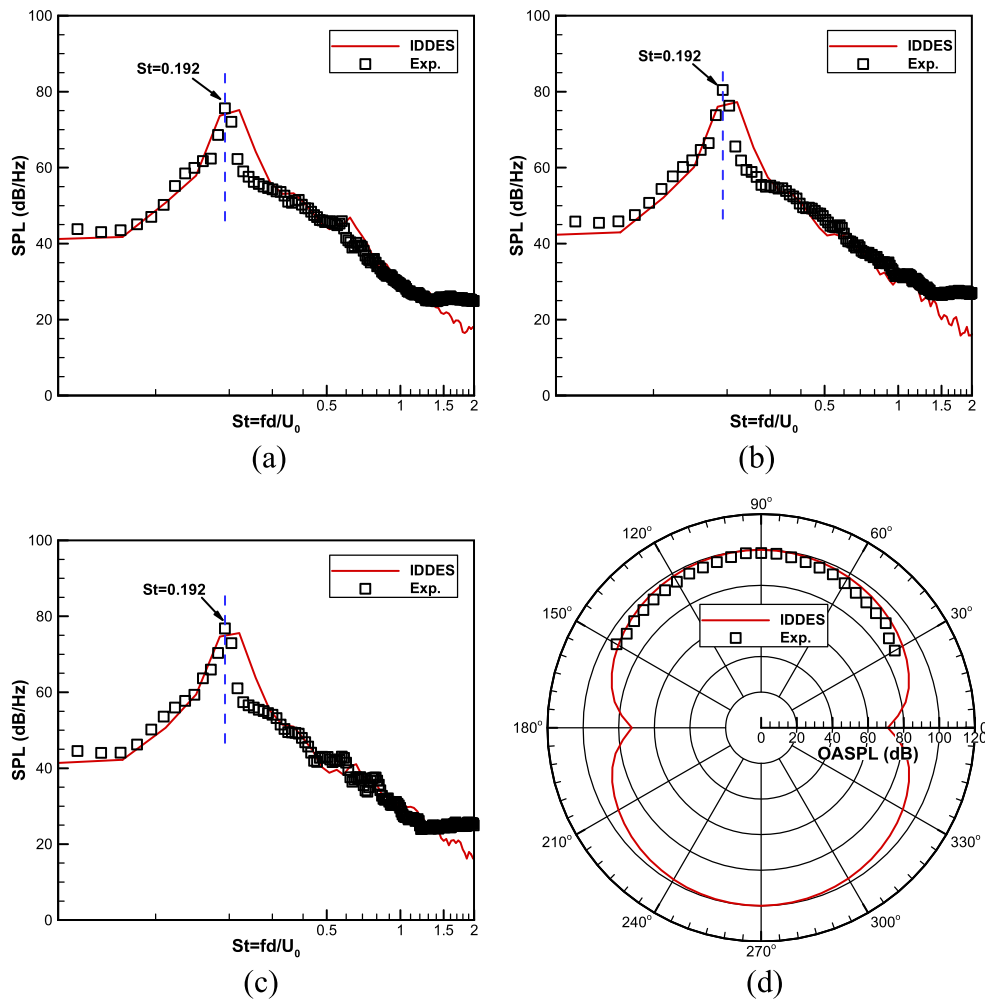 100
80
60
40
20
0
SPL (dB/Hz)
St=0.192
IDDES
Exp.
0.5
1
1.5
2
St=fd/U₀
(a)
100
80
60
40
20
0
SPL (dB/Hz)
St=0.192
IDDES
Exp.
0.5
1
1.5
2
St=fd/U₀
(b)
100
80
60
40
20
0
SPL (dB/Hz)
St=0.192
IDDES
Exp.
0.5
1
1.5
2
St=fd/U₀
(c)
90°
120°
60°
150°
30°
IDDES
Exp.
180°
0 20 40 60 80 100 120
OASPL (dB)
210°
330°
240°
300°
270°
(d)